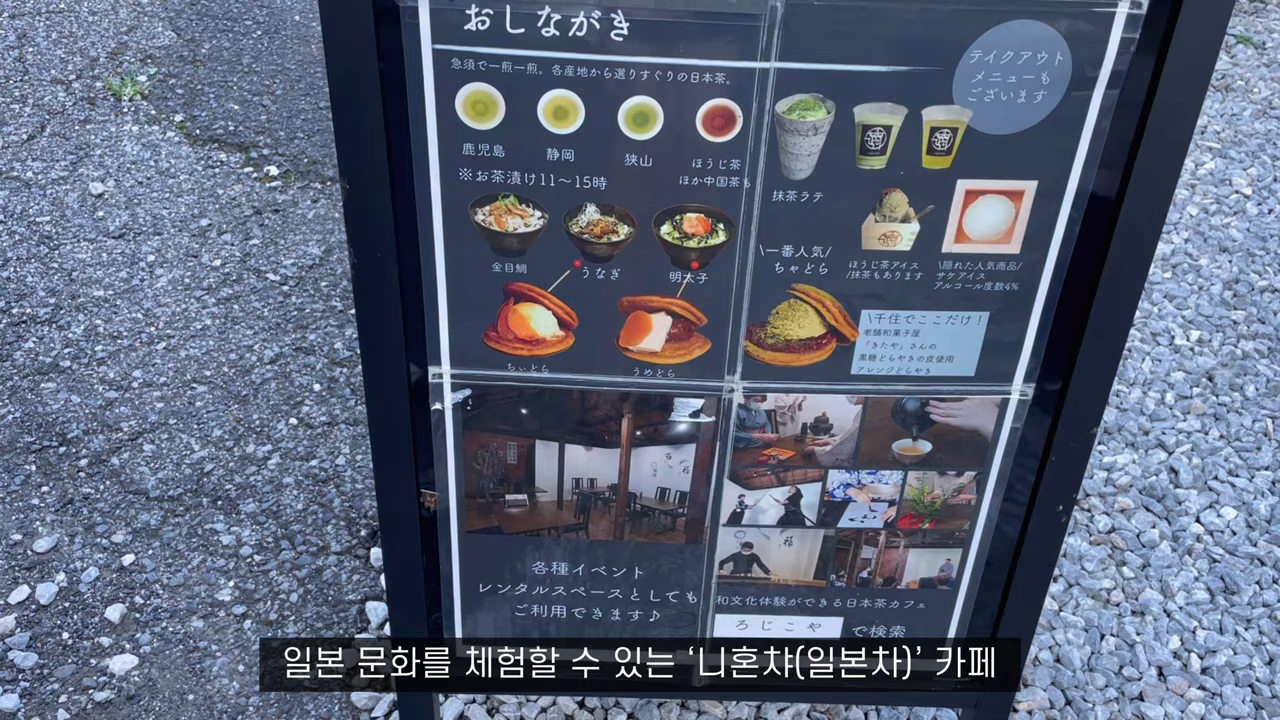 おしながき
急須で一煎一煎。各産地から選りすぐりの日本茶。
鹿児島
静岡
狭山
ほうじ茶
ほか中国茶も
※お茶漬け11〜15時
金目鯛
うなぎ
明太子
ちぃどら
うめどら
テイクアウト
メニューも
ございます
抹茶ラテ
\一番人気/
ちゃどら
ほうじ茶アイス
/抹茶もあります
\隠れた人気商品/
サケアイス
アルコール度数4%
\千住でここだけ!
老舗和菓子屋
「きたや」さんの
黒糖どらやきの皮使用
アレンジどらやき
各種イベント
レンタルスペースとしても
ご利用できます♪
和文化体験ができる日本茶カフェ
ろじこや で検索
일본 문화를 체험할 수 있는 ‘니혼챠(일본차)’ 카페